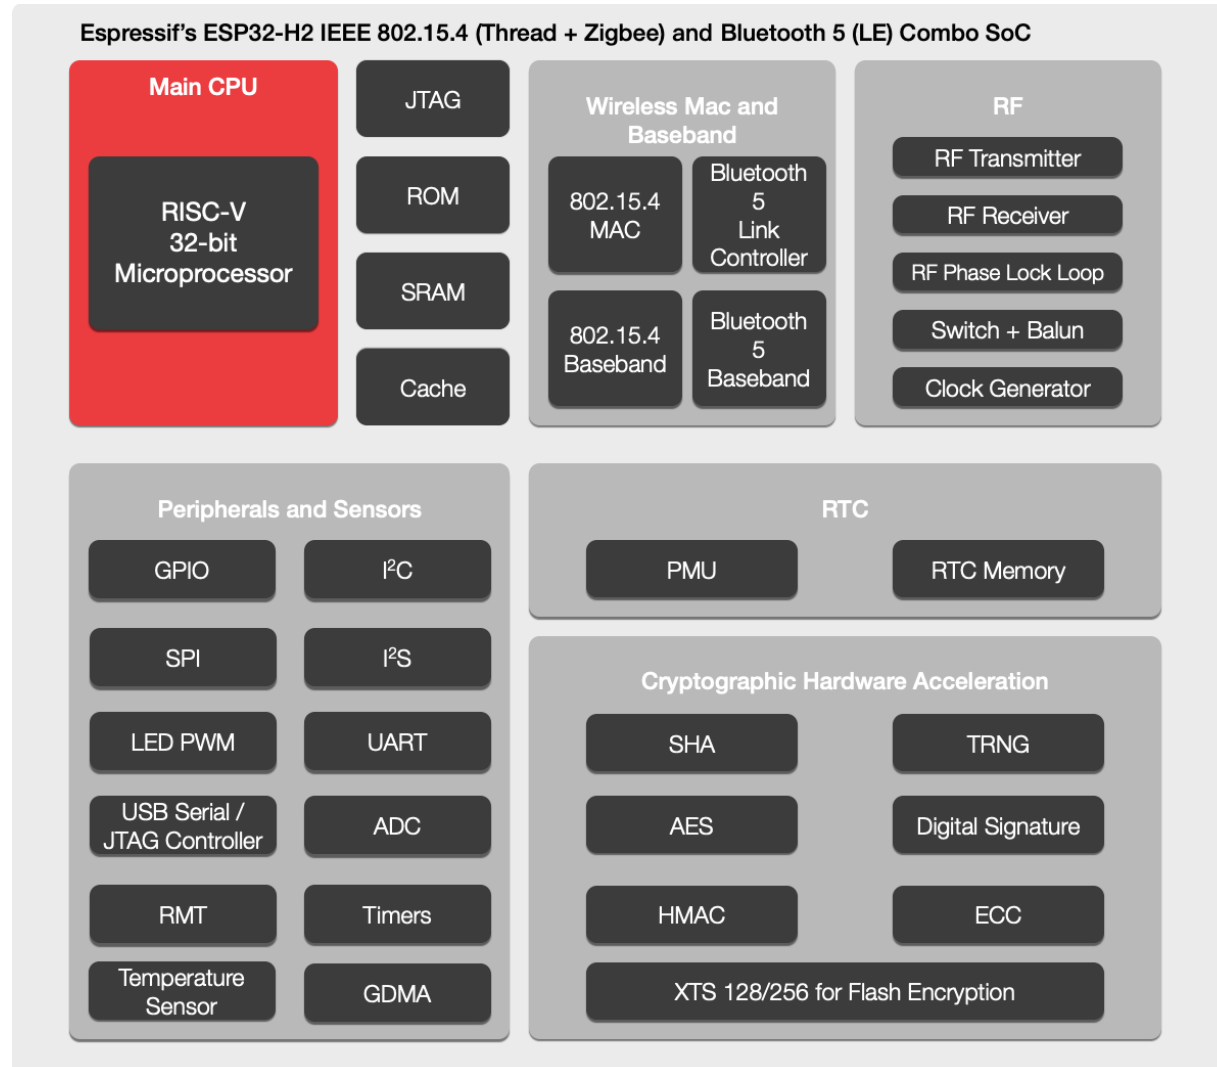 Espressif's ESP32-H2 IEEE 802.15.4 (Thread + Zigbee) and Bluetooth 5 (LE) Combo SoC
Main CPU
RISC-V
32-bit
Microprocessor
JTAG
ROM
SRAM
Cache
Wireless Mac and
Baseband
802.15.4
MAC
Bluetooth
5
Link
Controller
802.15.4
Baseband
Bluetooth
5
Baseband
RF
RF Transmitter
RF Receiver
RF Phase Lock Loop
Switch + Balun
Clock Generator
Peripherals and Sensors
GPIO
I²C
SPI
I²S
LED PWM
UART
USB Serial /
JTAG Controller
ADC
RMT
Timers
Temperature
Sensor
GDMA
RTC
PMU
RTC Memory
Cryptographic Hardware Acceleration
SHA
TRNG
AES
Digital Signature
HMAC
ECC
XTS 128/256 for Flash Encryption